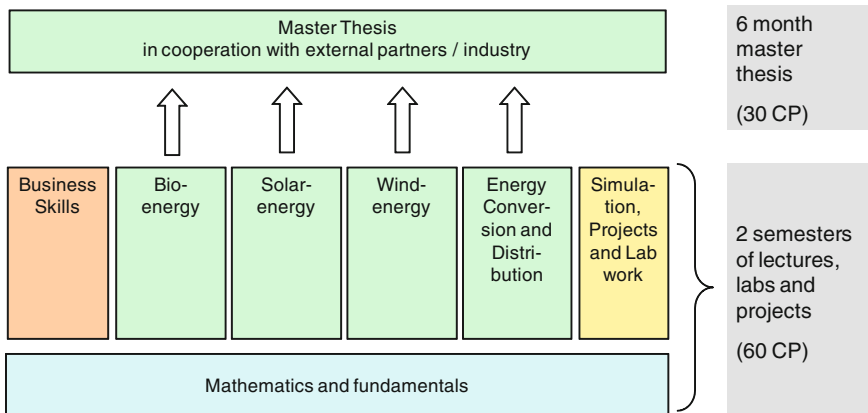 Master Thesis
in cooperation with external partners / industry
6 month
master
thesis
(30 CP)
Business
Skills
Bio-
energy
Solar-
energy
Wind-
energy
Energy
Conver-
sion and
Distri-
bution
Simula-
tion,
Projects
and Lab
work
2 semesters
of lectures,
labs and
projects
(60 CP)
Mathematics and fundamentals